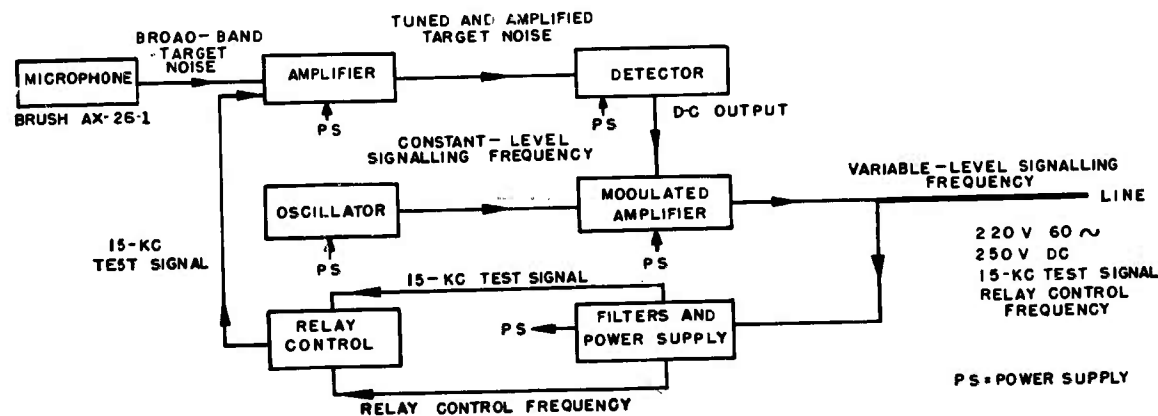 BROAO-BAND
TARGET
NOISE
TUNED AND AMPLIFIED
TARGET NOISE
MICROPHONE
BRUSH AX-26-1
AMPLIFIER
DETECTOR
PS
PS
D-C OUTPUT
CONSTANT-LEVEL
SIGNALLING FREQUENCY
VARIABLE-LEVEL SIGNALLING
FREQUENCY
OSCILLATOR
MODULATED
AMPLIFIER
LINE
220 V 60 ~
250 V DC
15-KC TEST SIGNAL
RELAY CONTROL
FREQUENCY
15-KC
TEST SIGNAL
PS
PS
15-KC TEST SIGNAL
RELAY
CONTROL
PS
FILTERS AND
POWER SUPPLY
RELAY CONTROL FREQUENCY
PS=POWER SUPPLY